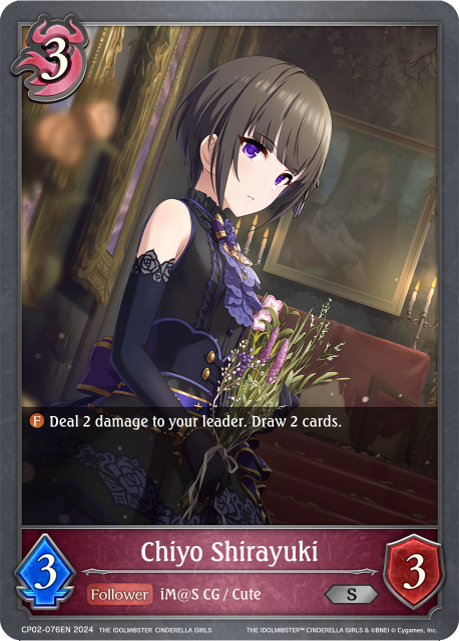 3
F Deal 2 damage to your leader. Draw 2 cards.
Chiyo Shirayuki
3
Follower iM@S CG / Cute
S
3
CP02-076EN 2024 THE IDOLM@STER CINDERELLA GIRLS THE IDOLM@STER™ CINDERELLA GIRLS & ©BNEI © Cygames, Inc.